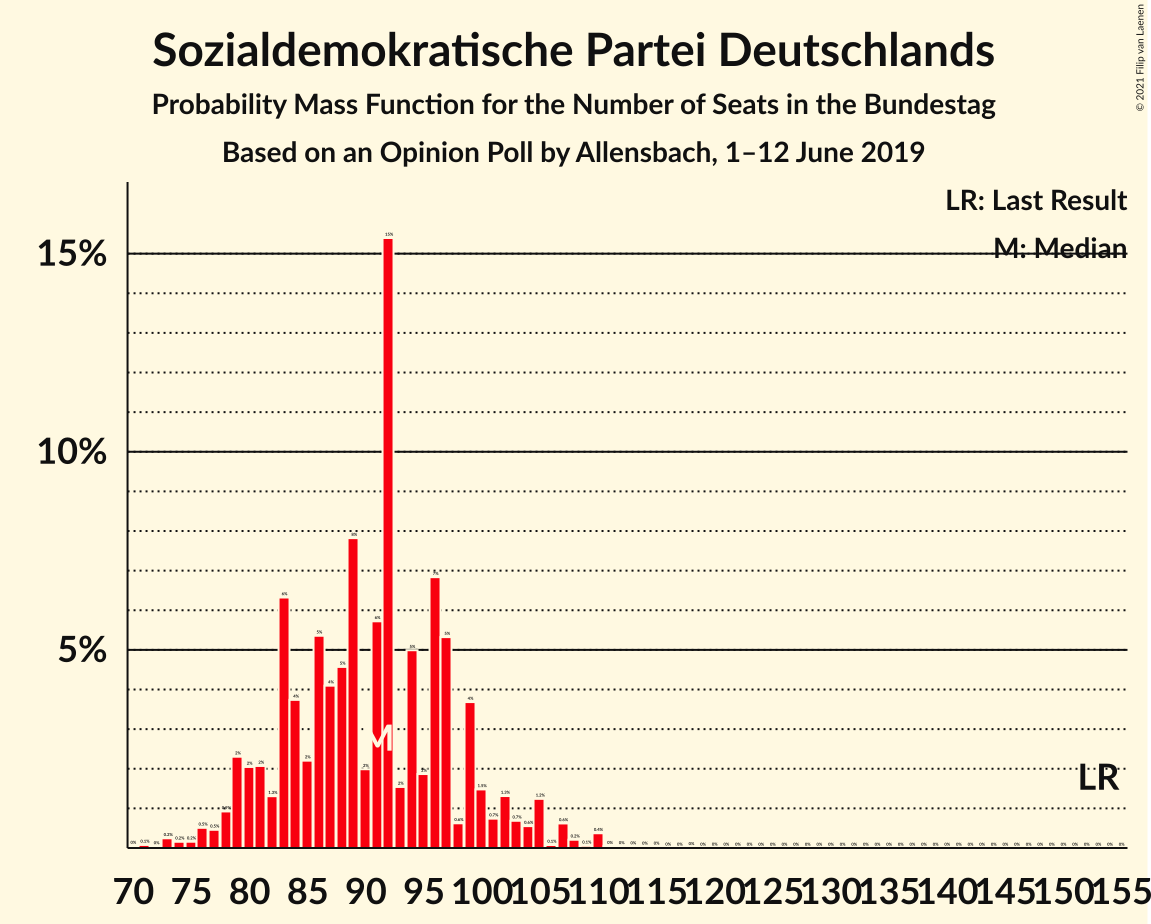 Sozialdemokratische Partei Deutschlands
Probability Mass Function for the Number of Seats in the Bundestag
Based on an Opinion Poll by Allensbach, 1–12 June 2019
© 2021 Filip van Laenen
LR: Last Result
M: Median
15%
10%
5%
M
LR
70 75 80 85 90 95 100 105 110 115 120 125 130 135 140 145 150 155